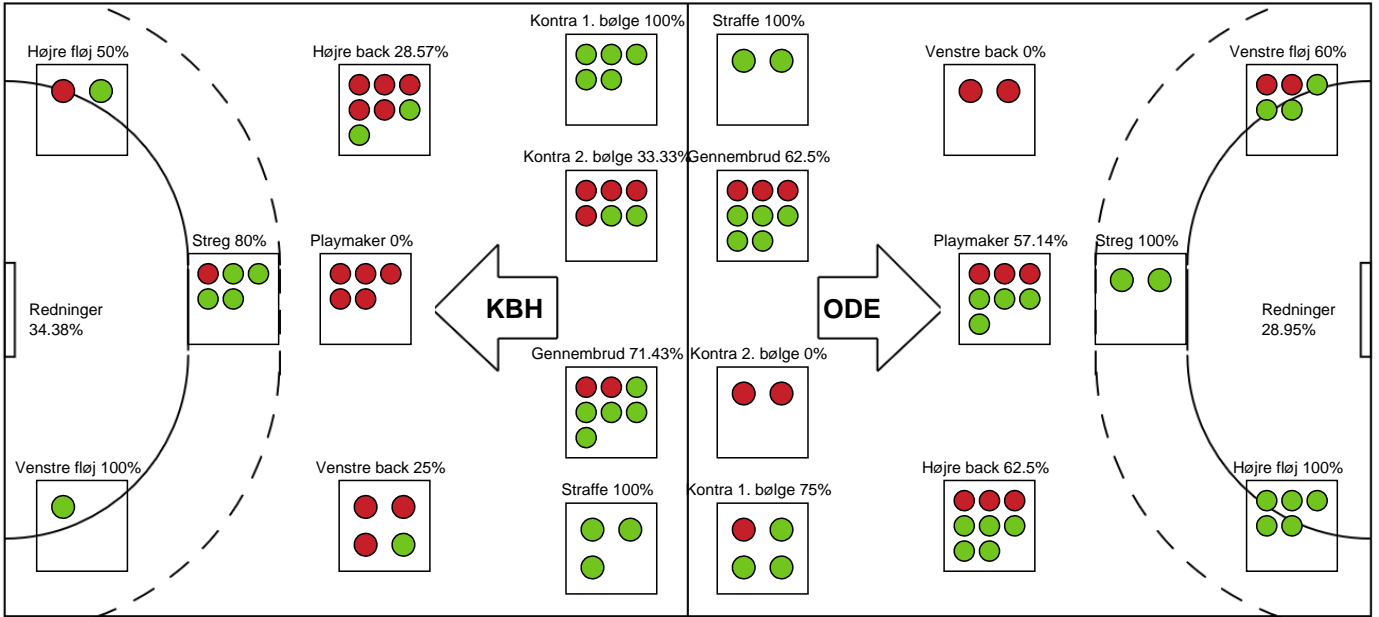 Kontra 1. bølge 100%
Straffe 100%
Højre fløj 50%
Højre back 28.57%
Venstre back 0%
Venstre fløj 60%
Kontra 2. bølge 33.33%
Gennembrud 62.5%
Streg 80%
Playmaker 0%
Playmaker 57.14%
Streg 100%
Redninger
34.38%
KBH
ODE
Redninger
28.95%
Gennembrud 71.43%
Kontra 2. bølge 0%
Venstre fløj 100%
Venstre back 25%
Straffe 100%
Kontra 1. bølge 75%
Højre back 62.5%
Højre fløj 100%